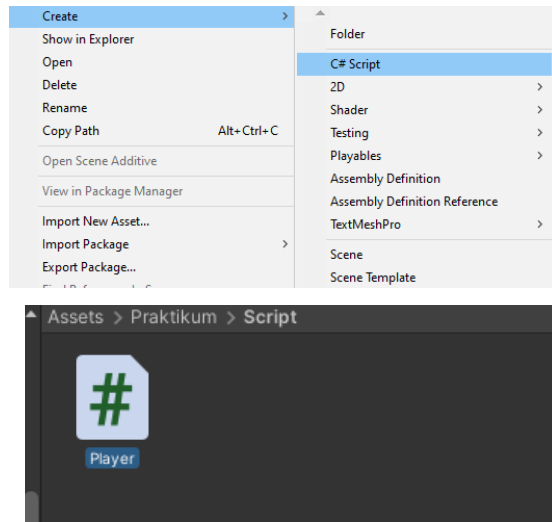 Create >
Show in Explorer
Open
Delete
Rename
Copy Path Alt+Ctrl+C
Open Scene Additive
View in Package Manager
Import New Asset...
Import Package >
Export Package...
Folder
C# Script
2D >
Shader >
Testing >
Playables >
Assembly Definition
Assembly Definition Reference
TextMeshPro >
Scene
Scene Template
Assets > Praktikum > Script
#
Player